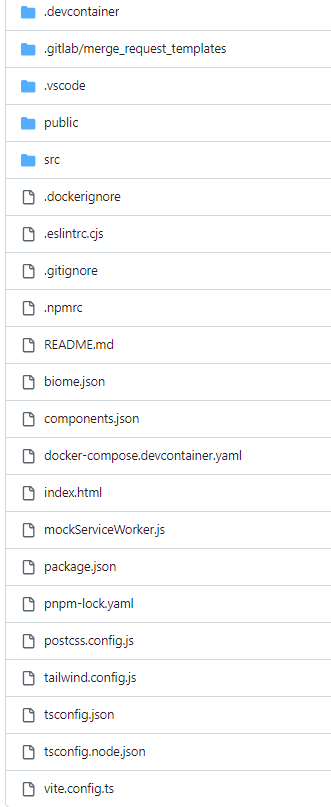 .devcontainer
.gitlab/merge_request_templates
.vscode
public
src
.dockerignore
.eslintrc.cjs
.gitignore
.npmrc
README.md
biome.json
components.json
docker-compose.devcontainer.yaml
index.html
mockServiceWorker.js
package.json
pnpm-lock.yaml
postcss.config.js
tailwind.config.js
tsconfig.json
tsconfig.node.json
vite.config.ts